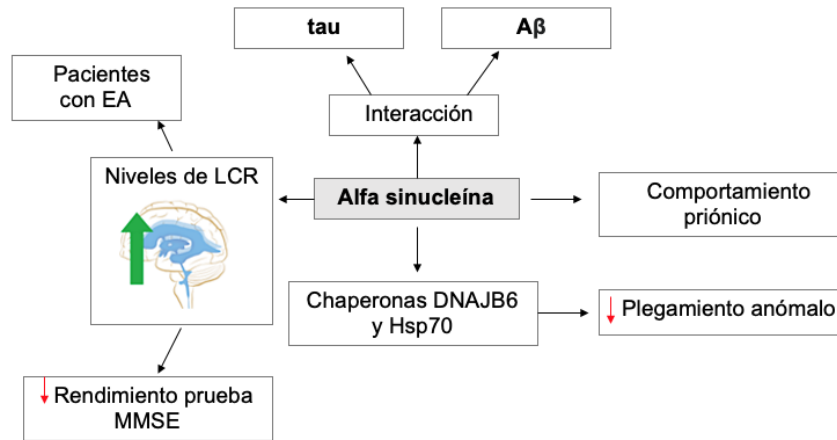 tau
Aβ
Pacientes
con EA
Interacción
Niveles de LCR
Alfa sinucleína
Comportamiento
priónico
Chaperonas DNAJB6
y Hsp70
Plegamiento anómalo
Rendimiento prueba
MMSE